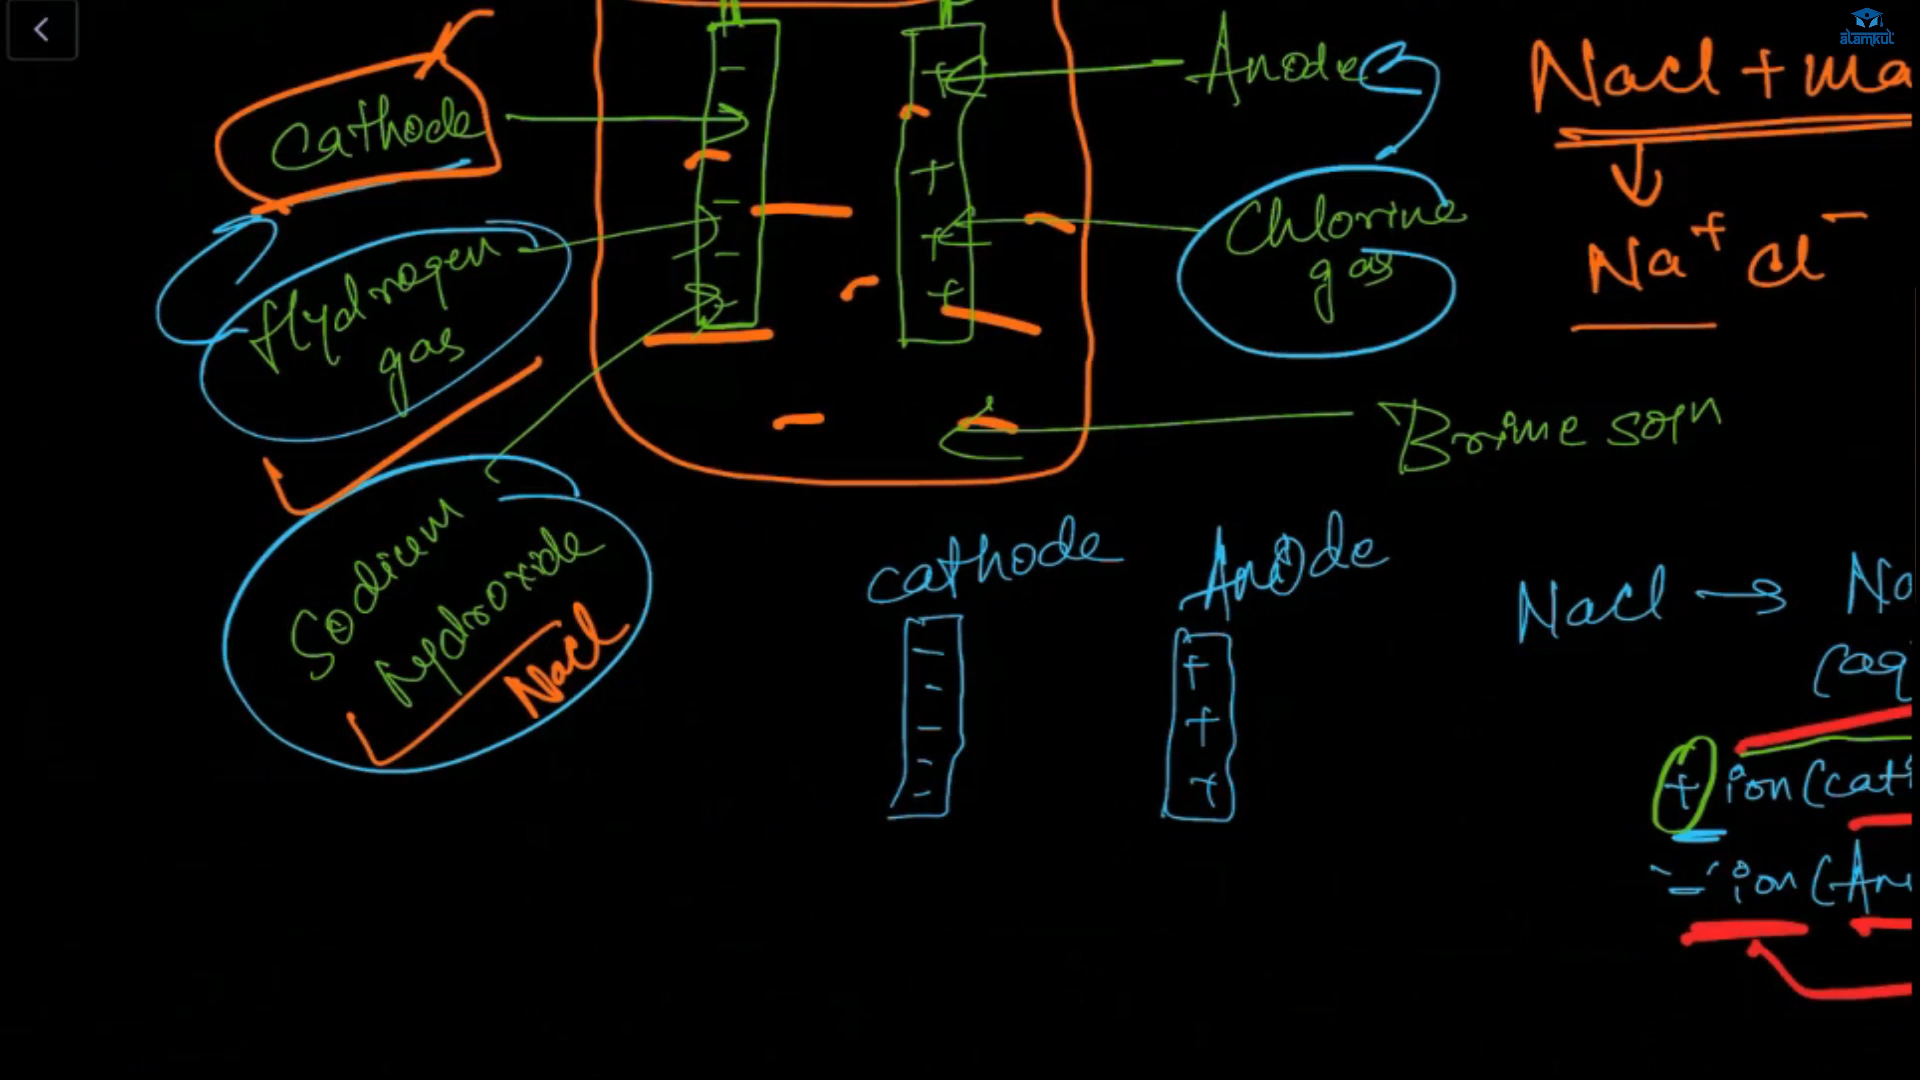 alamkul
Cathode
Anode
NaCl + Wa
Hydrogen
gas
Chlorine
gas
Na+ Cl-
Brine soln
Sodium
hydroxide
NaCl
cathode
Anode
NaCl → Na
(aq
+ ion (cati
- ion (An